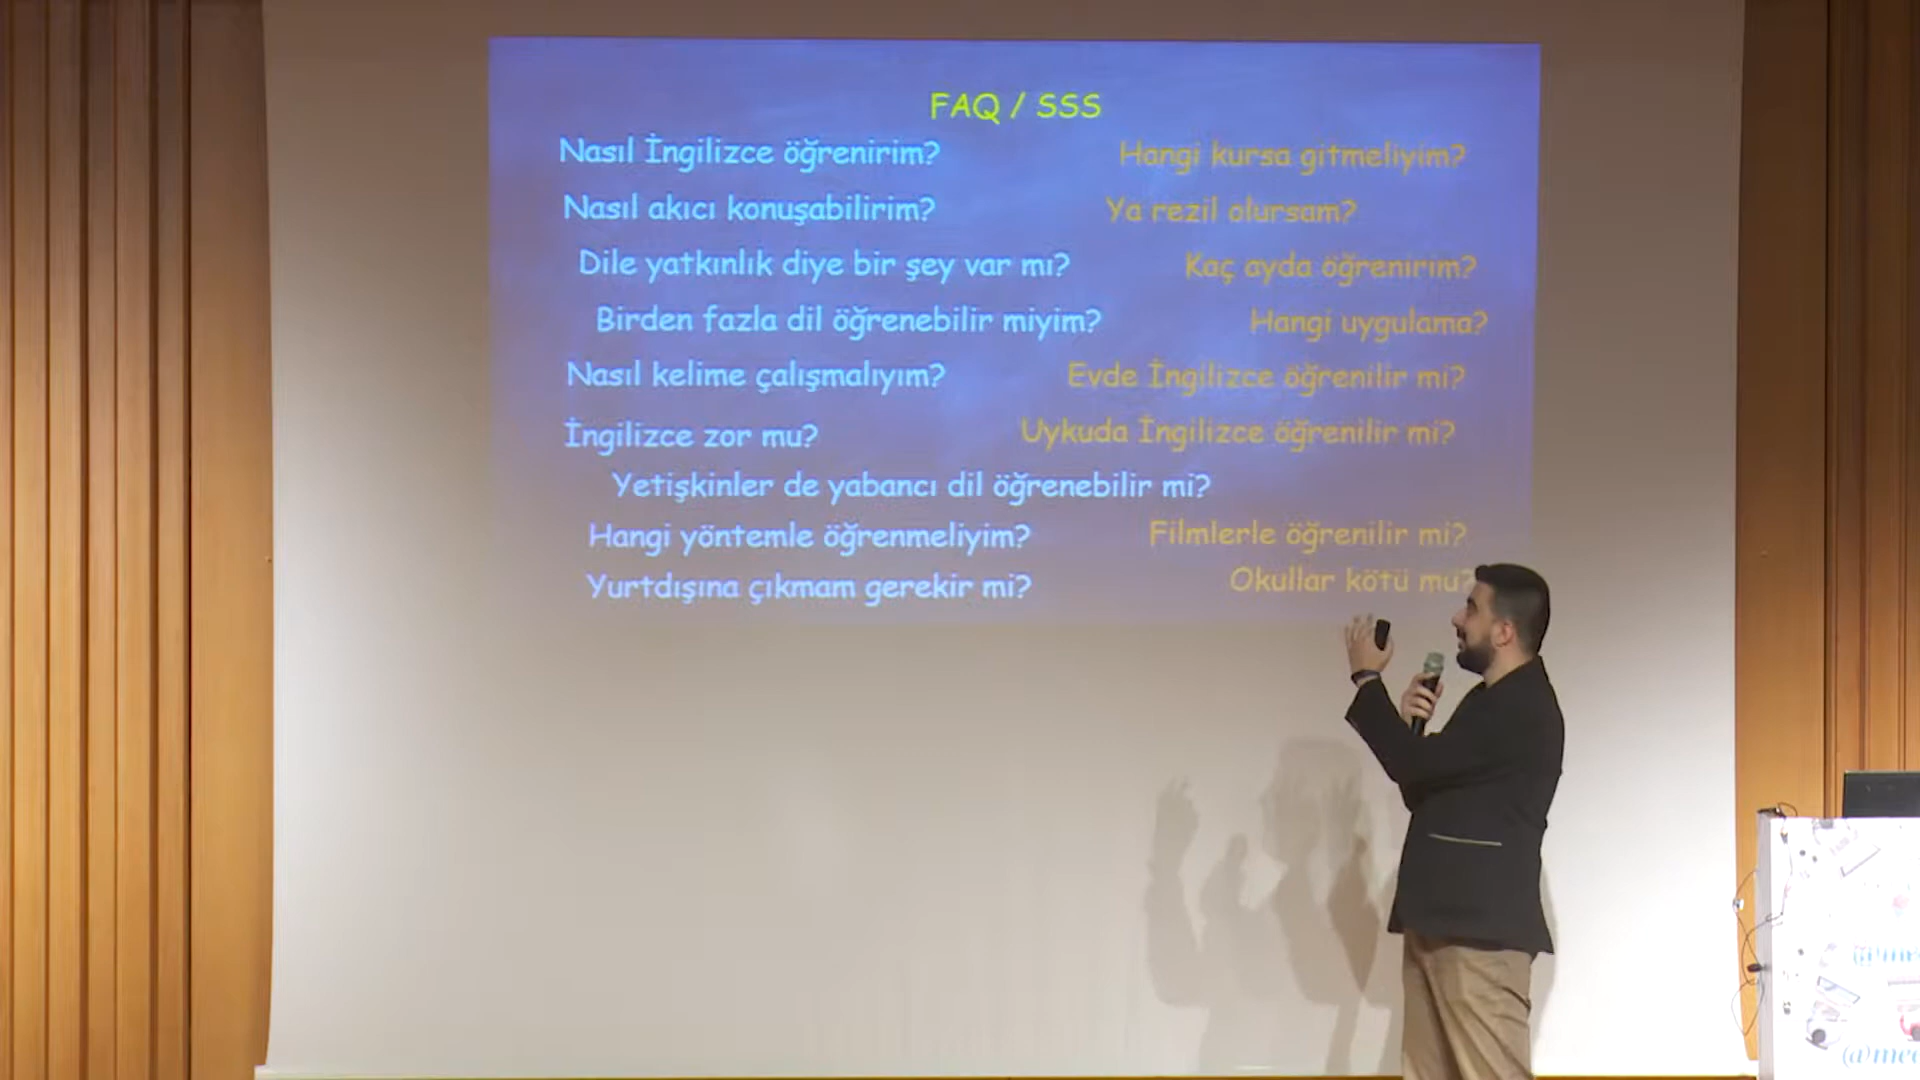 FAQ / SSS
Nasıl İngilizce öğrenirim?
Hangi kursa gitmeliyim?
Nasıl akıcı konuşabilirim?
Ya rezil olursam?
Dile yatkınlık diye bir şey var mı?
Kaç ayda öğrenirim?
Birden fazla dil öğrenebilir miyim?
Hangi uygulama?
Nasıl kelime çalışmalıyım?
Evde İngilizce öğrenilir mi?
İngilizce zor mu?
Uykuda İngilizce öğrenilir mi?
Yetişkinler de yabancı dil öğrenebilir mi?
Hangi yöntemle öğrenmeliyim?
Filmlerle öğrenilir mi?
Yurtdışına çıkmam gerekir mi?
Okullar kötü mü?